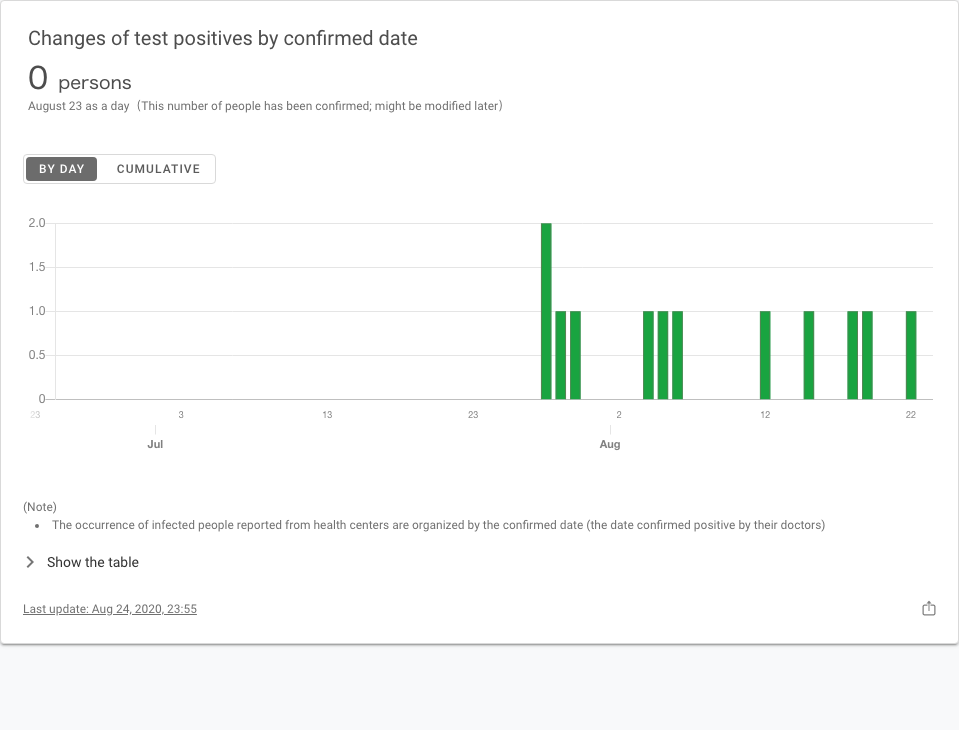 Changes of test positives by confirmed date
0 persons
August 23 as a day（This number of people has been confirmed; might be modified later）
BY DAY CUMULATIVE
2.0
1.5
1.0
0.5
0
23 3 13 23 2 12 22
Jul Aug
(Note)
• The occurrence of infected people reported from health centers are organized by the confirmed date (the date confirmed positive by their doctors)
Show the table
Last update: Aug 24, 2020, 23:55